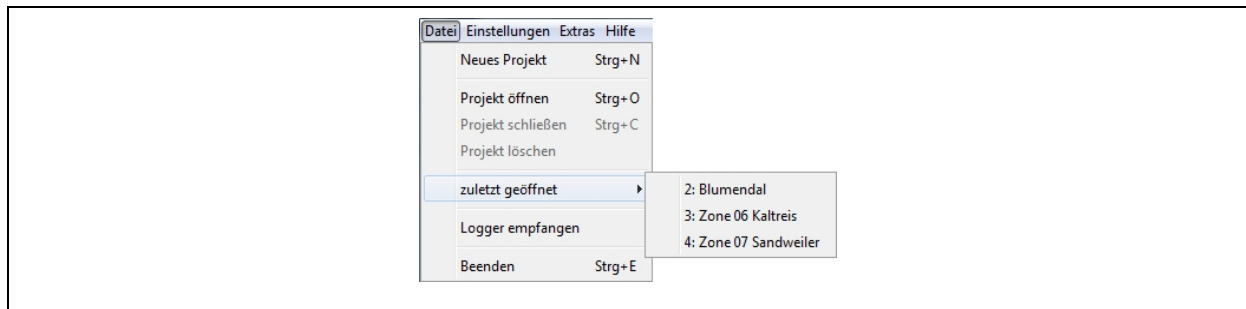 Datei Einstellungen Extras Hilfe
Neues Projekt Strg+N
Projekt öffnen Strg+O
Projekt schließen Strg+C
Projekt löschen
zuletzt geöffnet
2: Blumendal
3: Zone 06 Kaltreis
4: Zone 07 Sandweiler
Logger empfangen
Beenden Strg+E